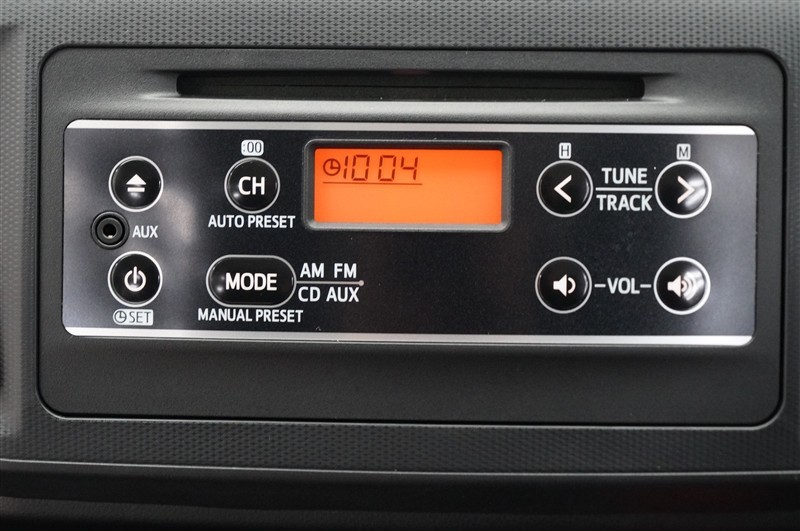 :00
CH
AUTO PRESET
AUX
SET
MODE
AM FM
CD AUX
MANUAL PRESET
1004
H
M
TUNE
TRACK
VOL